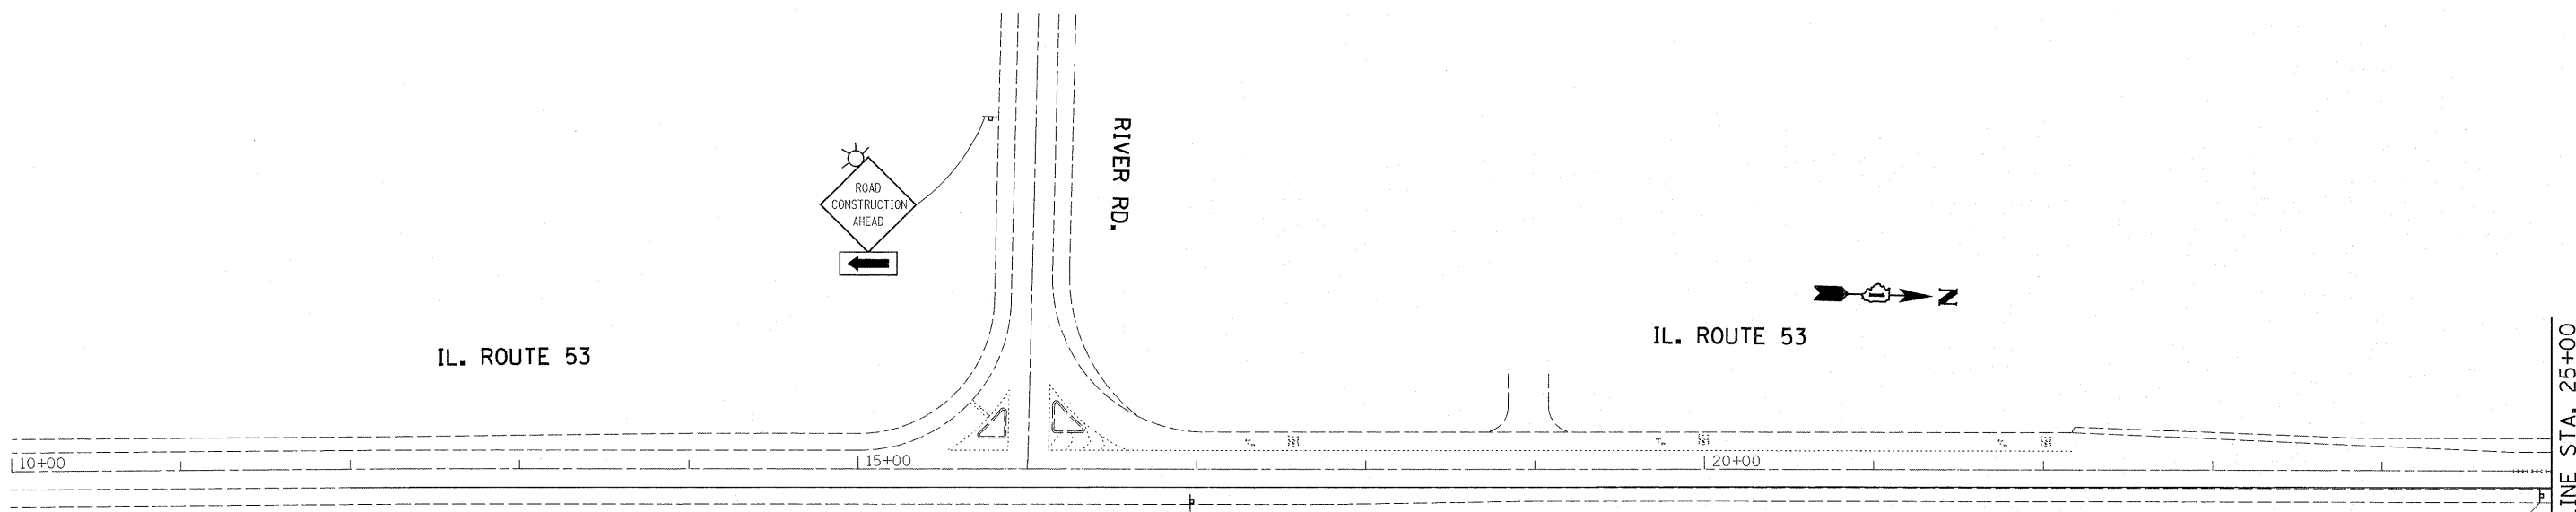 RIVER RD.
ROAD
CONSTRUCTION
AHEAD
N
IL. ROUTE 53
IL. ROUTE 53
10+00
15+00
20+00
INE STA. 25+00